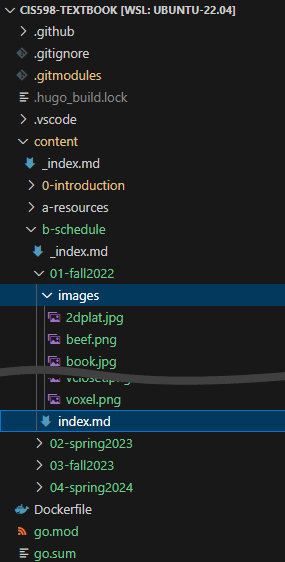 CIS598-TEXTBOOK [WSL: UBUNTU-22.04]
.github
.gitignore
.gitmodules
.hugo_build.lock
.vscode
content
_index.md
0-introduction
a-resources
b-schedule
_index.md
01-fall2022
images
2dplat.jpg
beef.png
book.jpg
vcloset.png
voxel.png
index.md
02-spring2023
03-fall2023
04-spring2024
Dockerfile
go.mod
go.sum